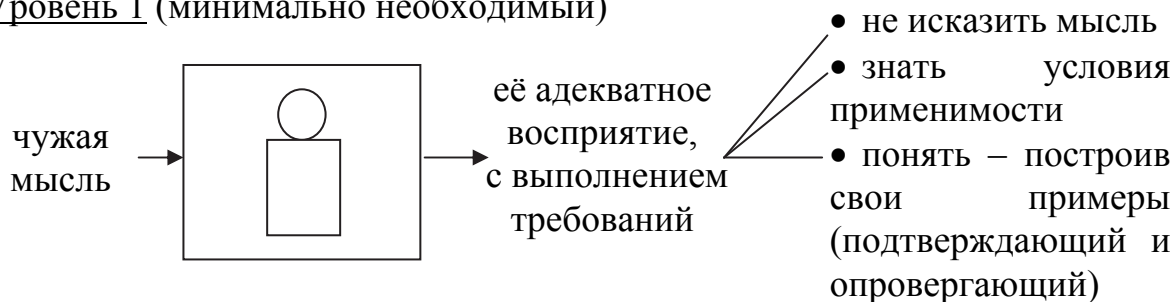 Уровень 1 (минимально необходимый)
чужая
мысль
её адекватное
восприятие,
с выполнением
требований
• не исказить мысль
• знать условия
применимости
• понять – построив
свои примеры
(подтверждающий и
опровергающий)